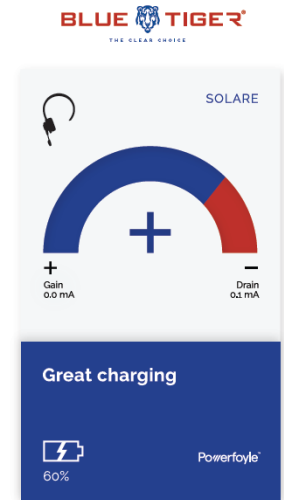 BLUE TIGER®
THE CLEAR CHOICE
SOLARE
+
+
−
Gain
0.0 mA
Drain
0.1 mA
Great charging
60%
Powerfoyle™